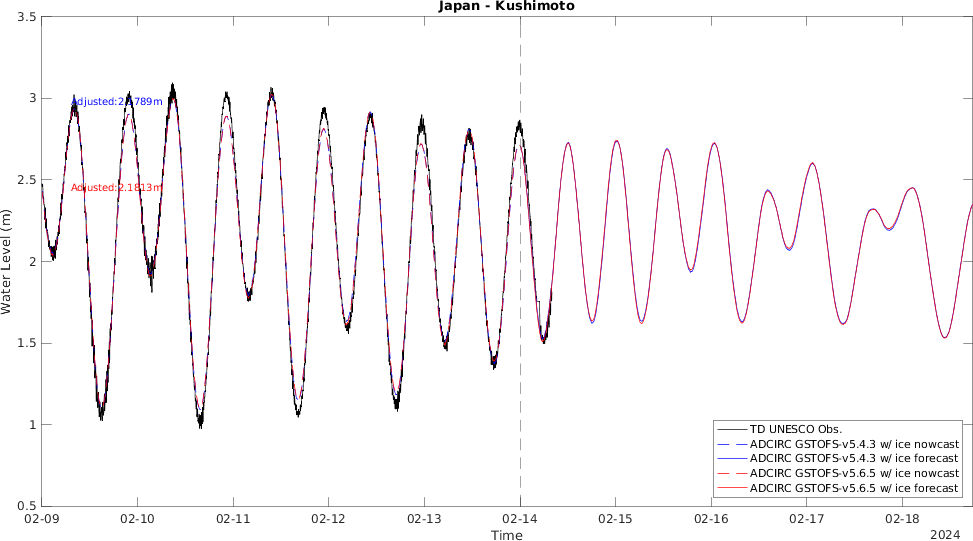 Japan - Kushimoto
3.5
3
2.5
2
1.5
1
0.5
Water Level (m)
Adjusted:2.1789m
Adjusted:2.1813m
02-09
02-10
02-11
02-12
02-13
02-14
02-15
02-16
02-17
02-18
Time
2024
TD UNESCO Obs.
ADCIRC GSTOFS-v5.4.3 w/ ice nowcast
ADCIRC GSTOFS-v5.4.3 w/ ice forecast
ADCIRC GSTOFS-v5.6.5 w/ ice nowcast
ADCIRC GSTOFS-v5.6.5 w/ ice forecast